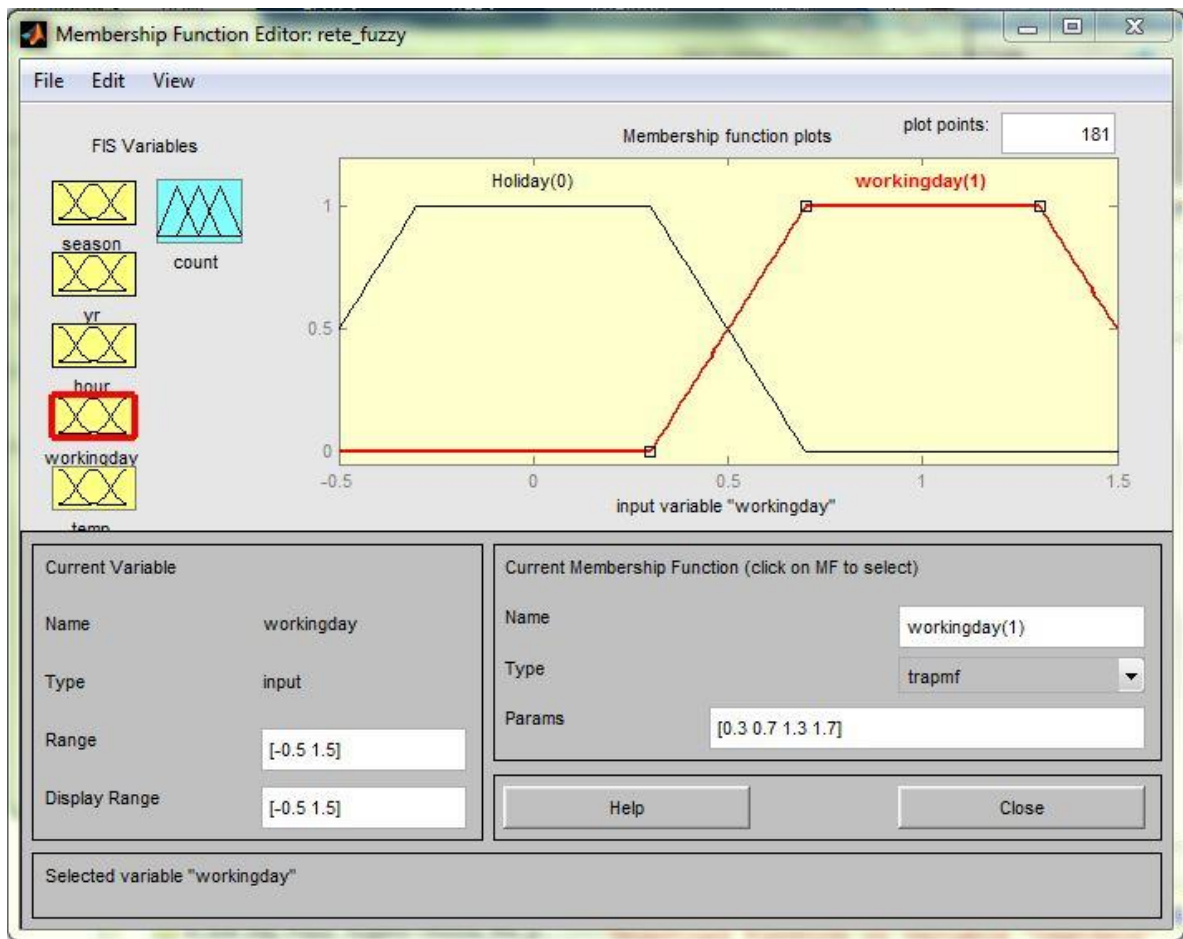 Membership Function Editor: rete_fuzzy
File Edit View
FIS Variables
season
yr
hour
workingday
temp
count
Membership function plots
plot points:
181
Holiday(0)
workingday(1)
1
0.5
0
-0.5 0 0.5 1 1.5
input variable "workingday"
Current Variable
Name workingday
Type input
Range [-0.5 1.5]
Display Range [-0.5 1.5]
Current Membership Function (click on MF to select)
Name workingday(1)
Type trapmf
Params [0.3 0.7 1.3 1.7]
Help Close
Selected variable "workingday"